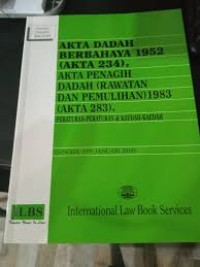 AKTA DADAH
BERBAHAYA 1952
(AKTA 234),
AKTA PENAGIH
DADAH (RAWATAN
DAN PEMULIHAN)1983
(AKTA 283),
PERATURAN-PERATURAN & KAEDAH-KAEDAH
LBS
International Law Book Services